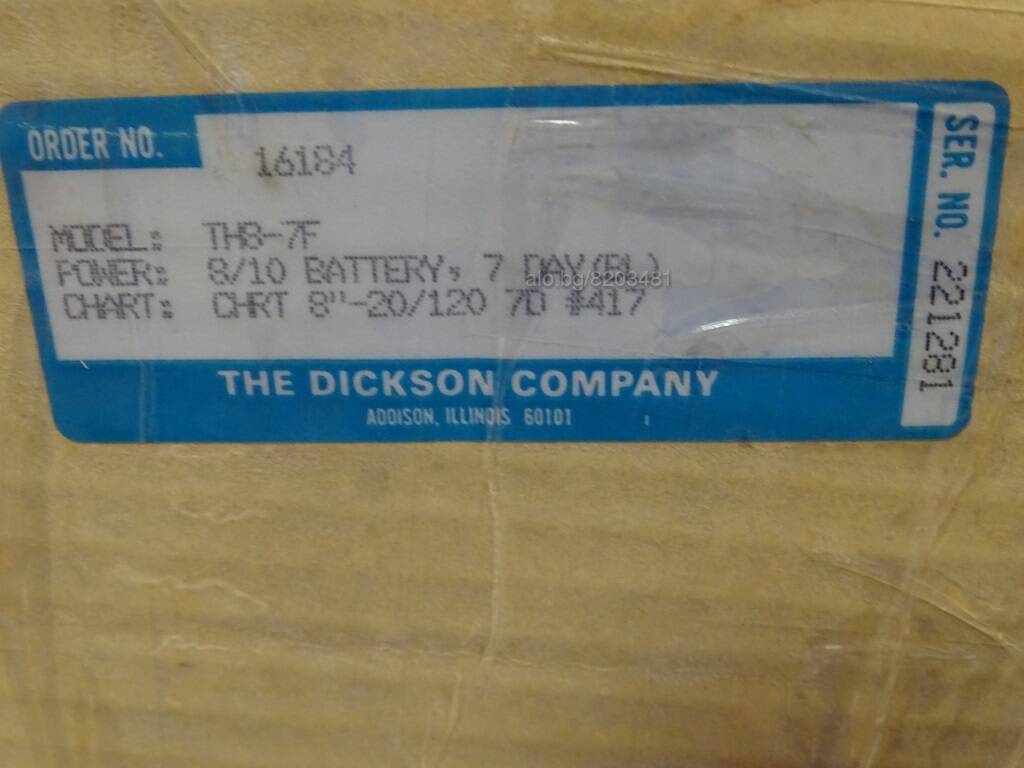 ORDER NO.
16184
MODEL: TH8-7F
POWER: 8/10 BATTERY, 7 DAY(BL)
CHART: CHRT 8"-20/120 7D #417
THE DICKSON COMPANY
ADDISON, ILLINOIS 60101
SER. NO. 221281
alo.bg/8203481